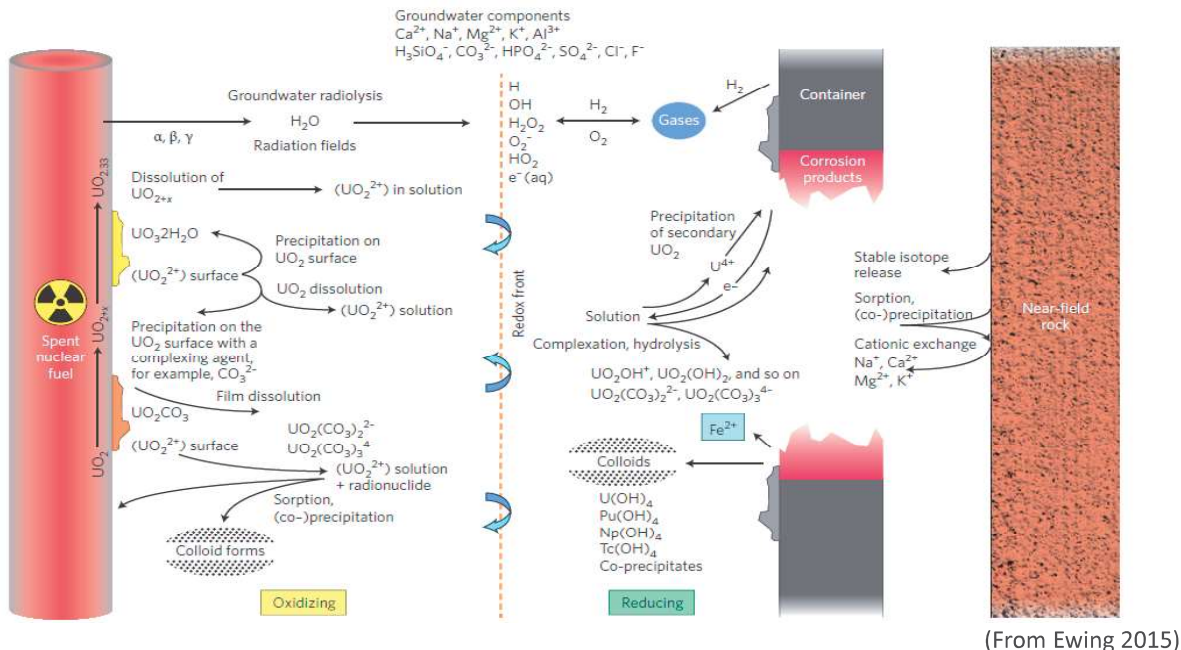 Groundwater components
Ca²⁺, Na⁺, Mg²⁺, K⁺, Al³⁺
H₃SiO₄⁻, CO₃²⁻, HPO₄²⁻, SO₄²⁻, Cl⁻, F⁻
Groundwater radiolysis
H₂O
α, β, γ
Radiation fields
H
OH
H₂O₂
O₂⁻
HO₂
e⁻(aq)
H₂
O₂
Gases
H₂
Container
Corrosion
products
UO₂.₃₃
Dissolution of
UO₂₊ₓ
(UO₂²⁺) in solution
UO₃2H₂O
(UO₂²⁺) surface
Precipitation on
UO₂ surface
UO₂ dissolution
(UO₂²⁺) solution
UO₂₊ₓ
Spent
nuclear
fuel
Precipitation on the
UO₂ surface with a
complexing agent,
for example, CO₃²⁻
Film dissolution
UO₂CO₃
(UO₂²⁺) surface
UO₂
UO₂(CO₃)₂²⁻
UO₂(CO₃)₃⁴
(UO₂²⁺) solution
+ radionuclide
Sorption,
(co-)precipitation
Colloid forms
Oxidizing
Redox front
Precipitation
of secondary
UO₂
U⁴⁺
e-
Solution
Complexation, hydrolysis
UO₂OH⁺, UO₂(OH)₂, and so on
UO₂(CO₃)₂²⁻, UO₂(CO₃)₃⁴⁻
Fe²⁺
Colloids
U(OH)₄
Pu(OH)₄
Np(OH)₄
Tc(OH)₄
Co-precipitates
Reducing
Stable isotope
release
Sorption,
(co-)precipitation
Cationic exchange
Na⁺, Ca²⁺
Mg²⁺, K⁺
Near-field
rock
(From Ewing 2015)